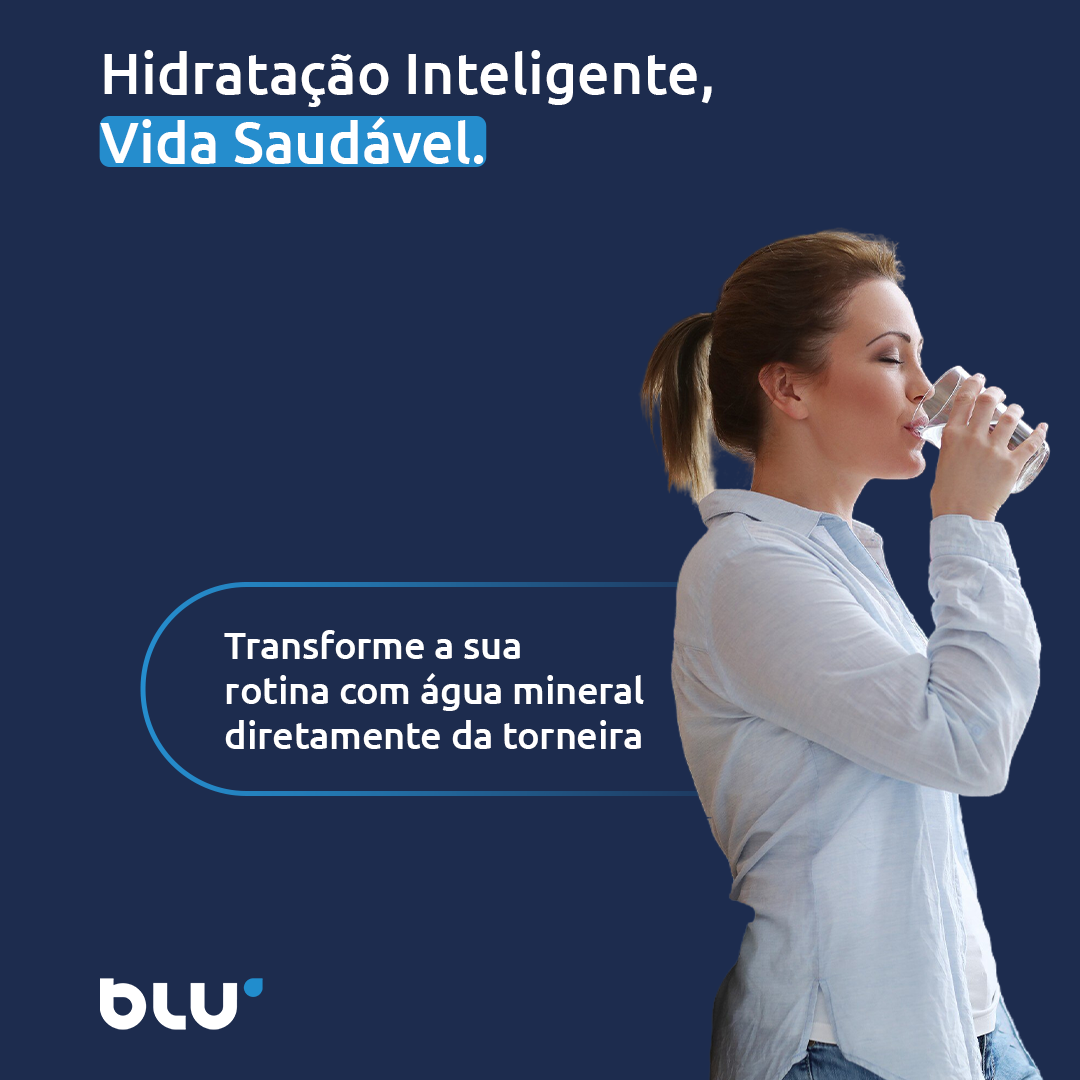 Hidratação Inteligente,
Vida Saudável.
Transforme a sua
rotina com água mineral
diretamente da torneira
BLU